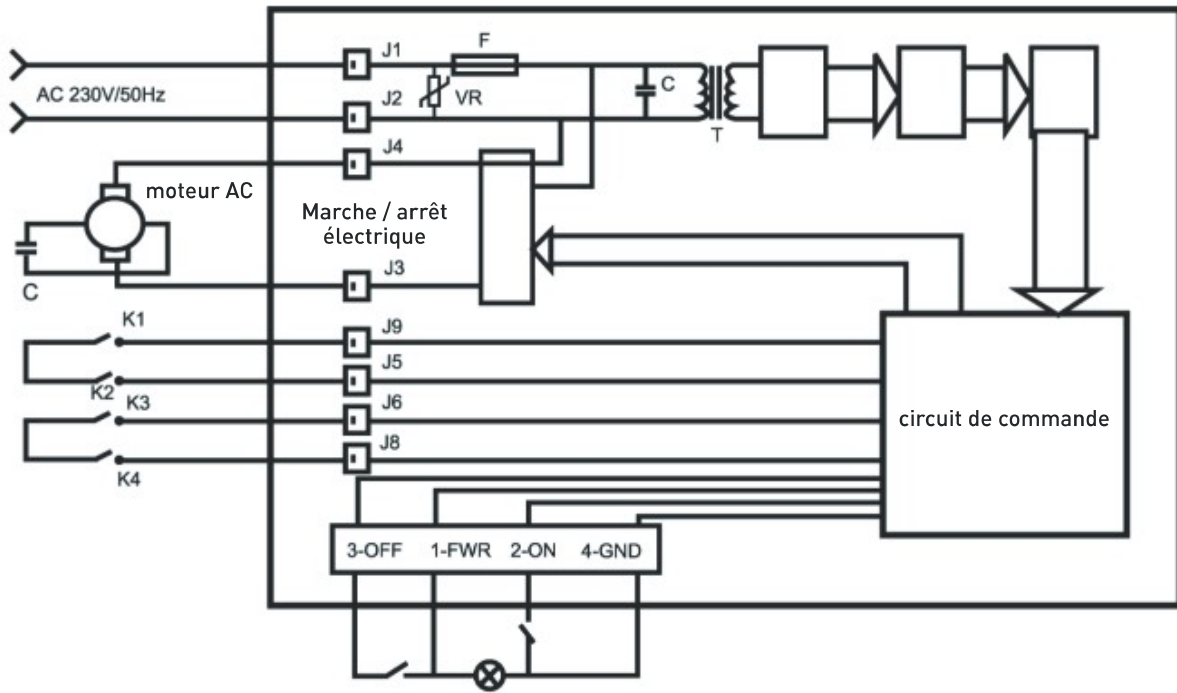 J1
F
AC 230V/50Hz
J2
VR
C
T
J4
moteur AC
Marche / arrêt
électrique
J3
C
K1
J9
J5
K2
K3
J6
circuit de commande
J8
K4
3-OFF 1-FWR 2-ON 4-GND